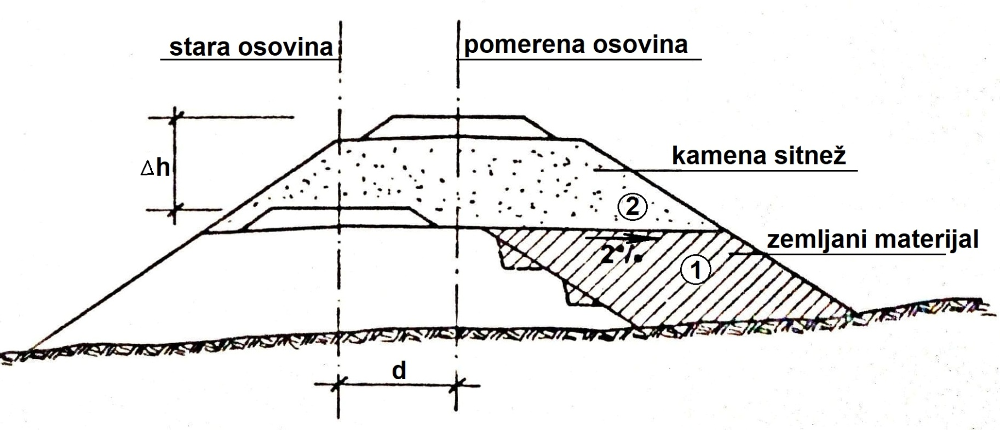 stara osovina
pomerena osovina
Δh
kamena sitnež
2
zemljani materijal
2%
1
d